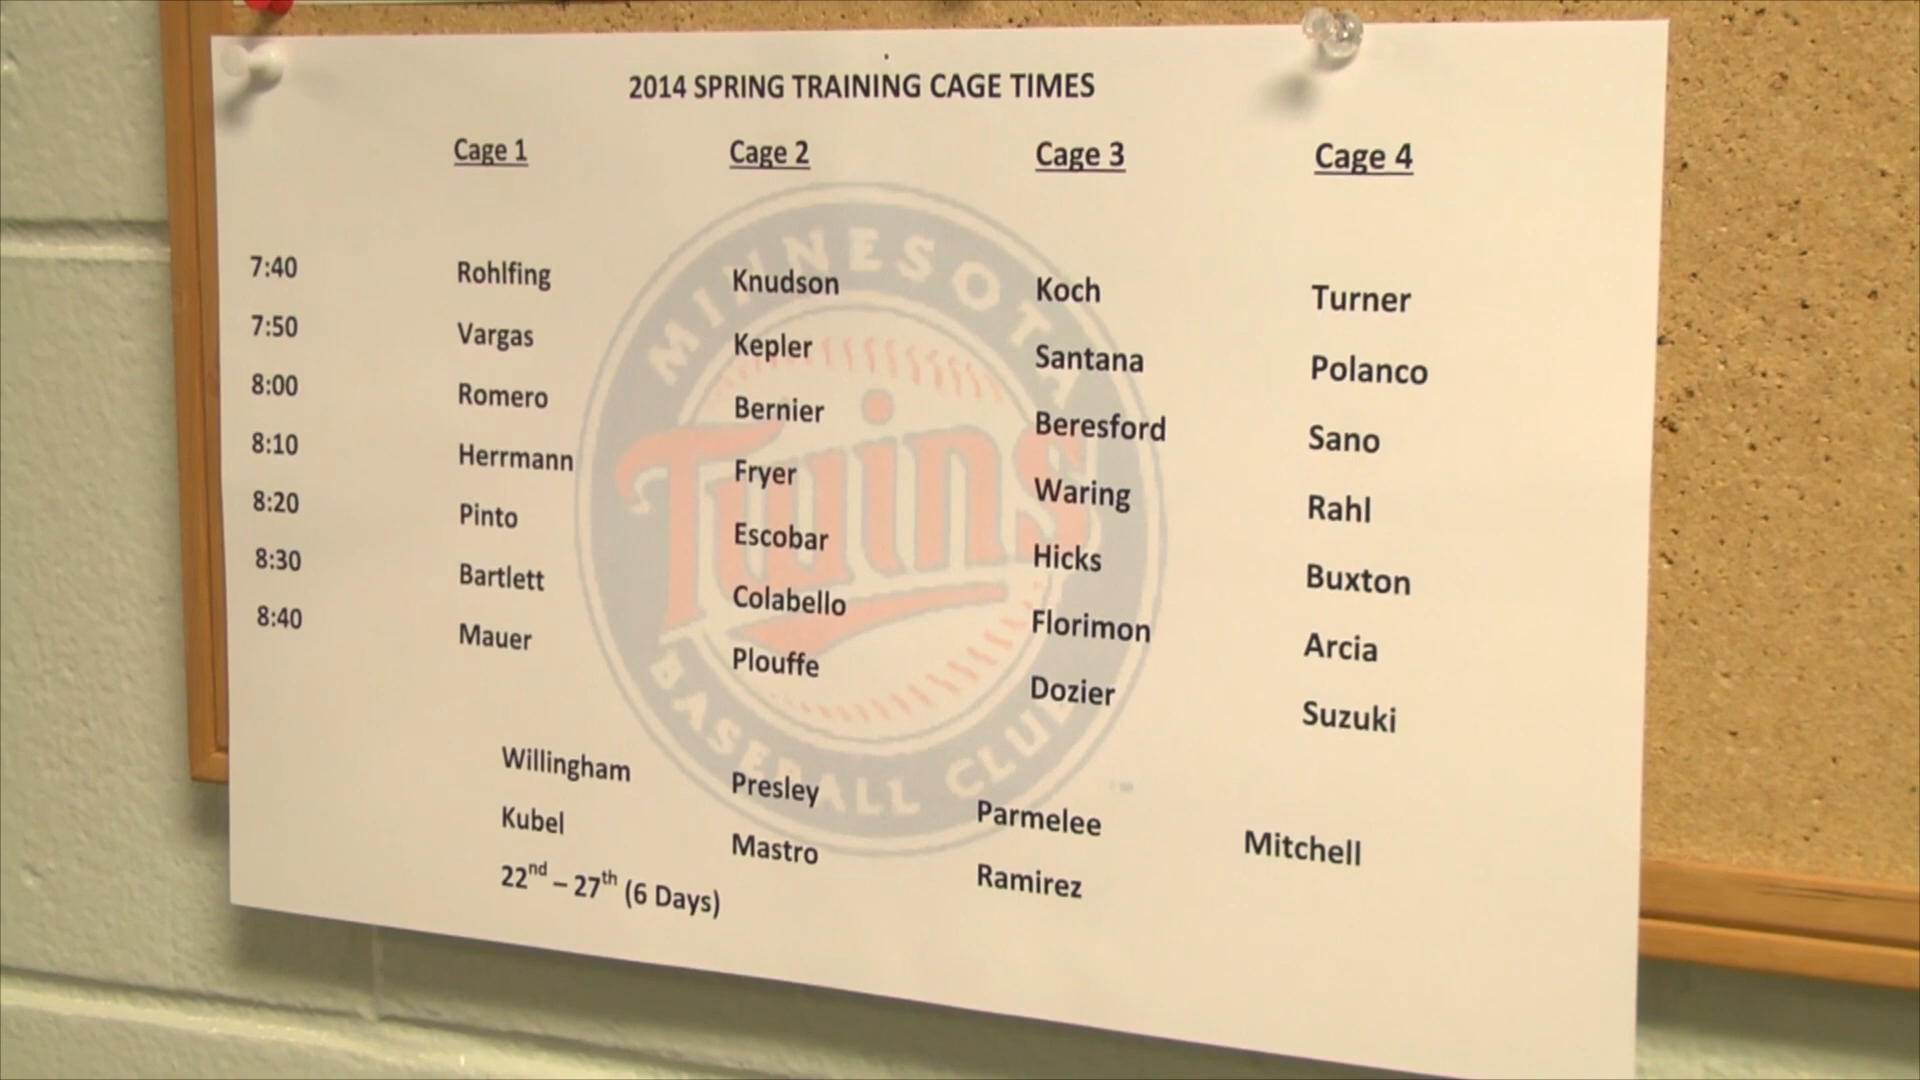 2014 SPRING TRAINING CAGE TIMES
Cage 1 Cage 2 Cage 3 Cage 4
7:40 Rohlfing Knudson Koch Turner
7:50 Vargas Kepler Santana Polanco
8:00 Romero Bernier Beresford Sano
8:10 Herrmann Fryer Waring Rahl
8:20 Pinto Escobar Hicks Buxton
8:30 Bartlett Colabello Florimon Arcia
8:40 Mauer Plouffe Dozier Suzuki
Willingham Presley Parmelee Mitchell
Kubel Mastro Ramirez
22nd – 27th (6 Days)
MINNESOTA
Twins
BASEBALL CLUB
™